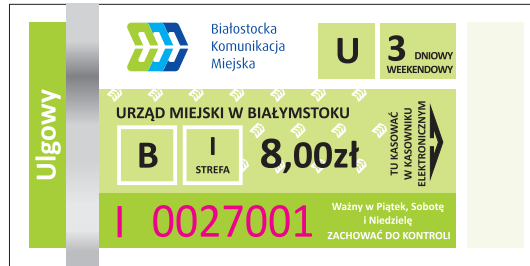 Ulgowy
Białostocka
Komunikacja
Miejska
U
3 DNIOWY
WEEKENDOWY
URZĄD MIEJSKI W BIAŁYMSTOKU
B
I
STREFA
8,00zł
TU KASOWAĆ
W KASOWNIKU
ELEKTRONICZNYM
I 0027001
Ważny w Piątek, Sobotę
i Niedzielę
ZACHOWAĆ DO KONTROLI